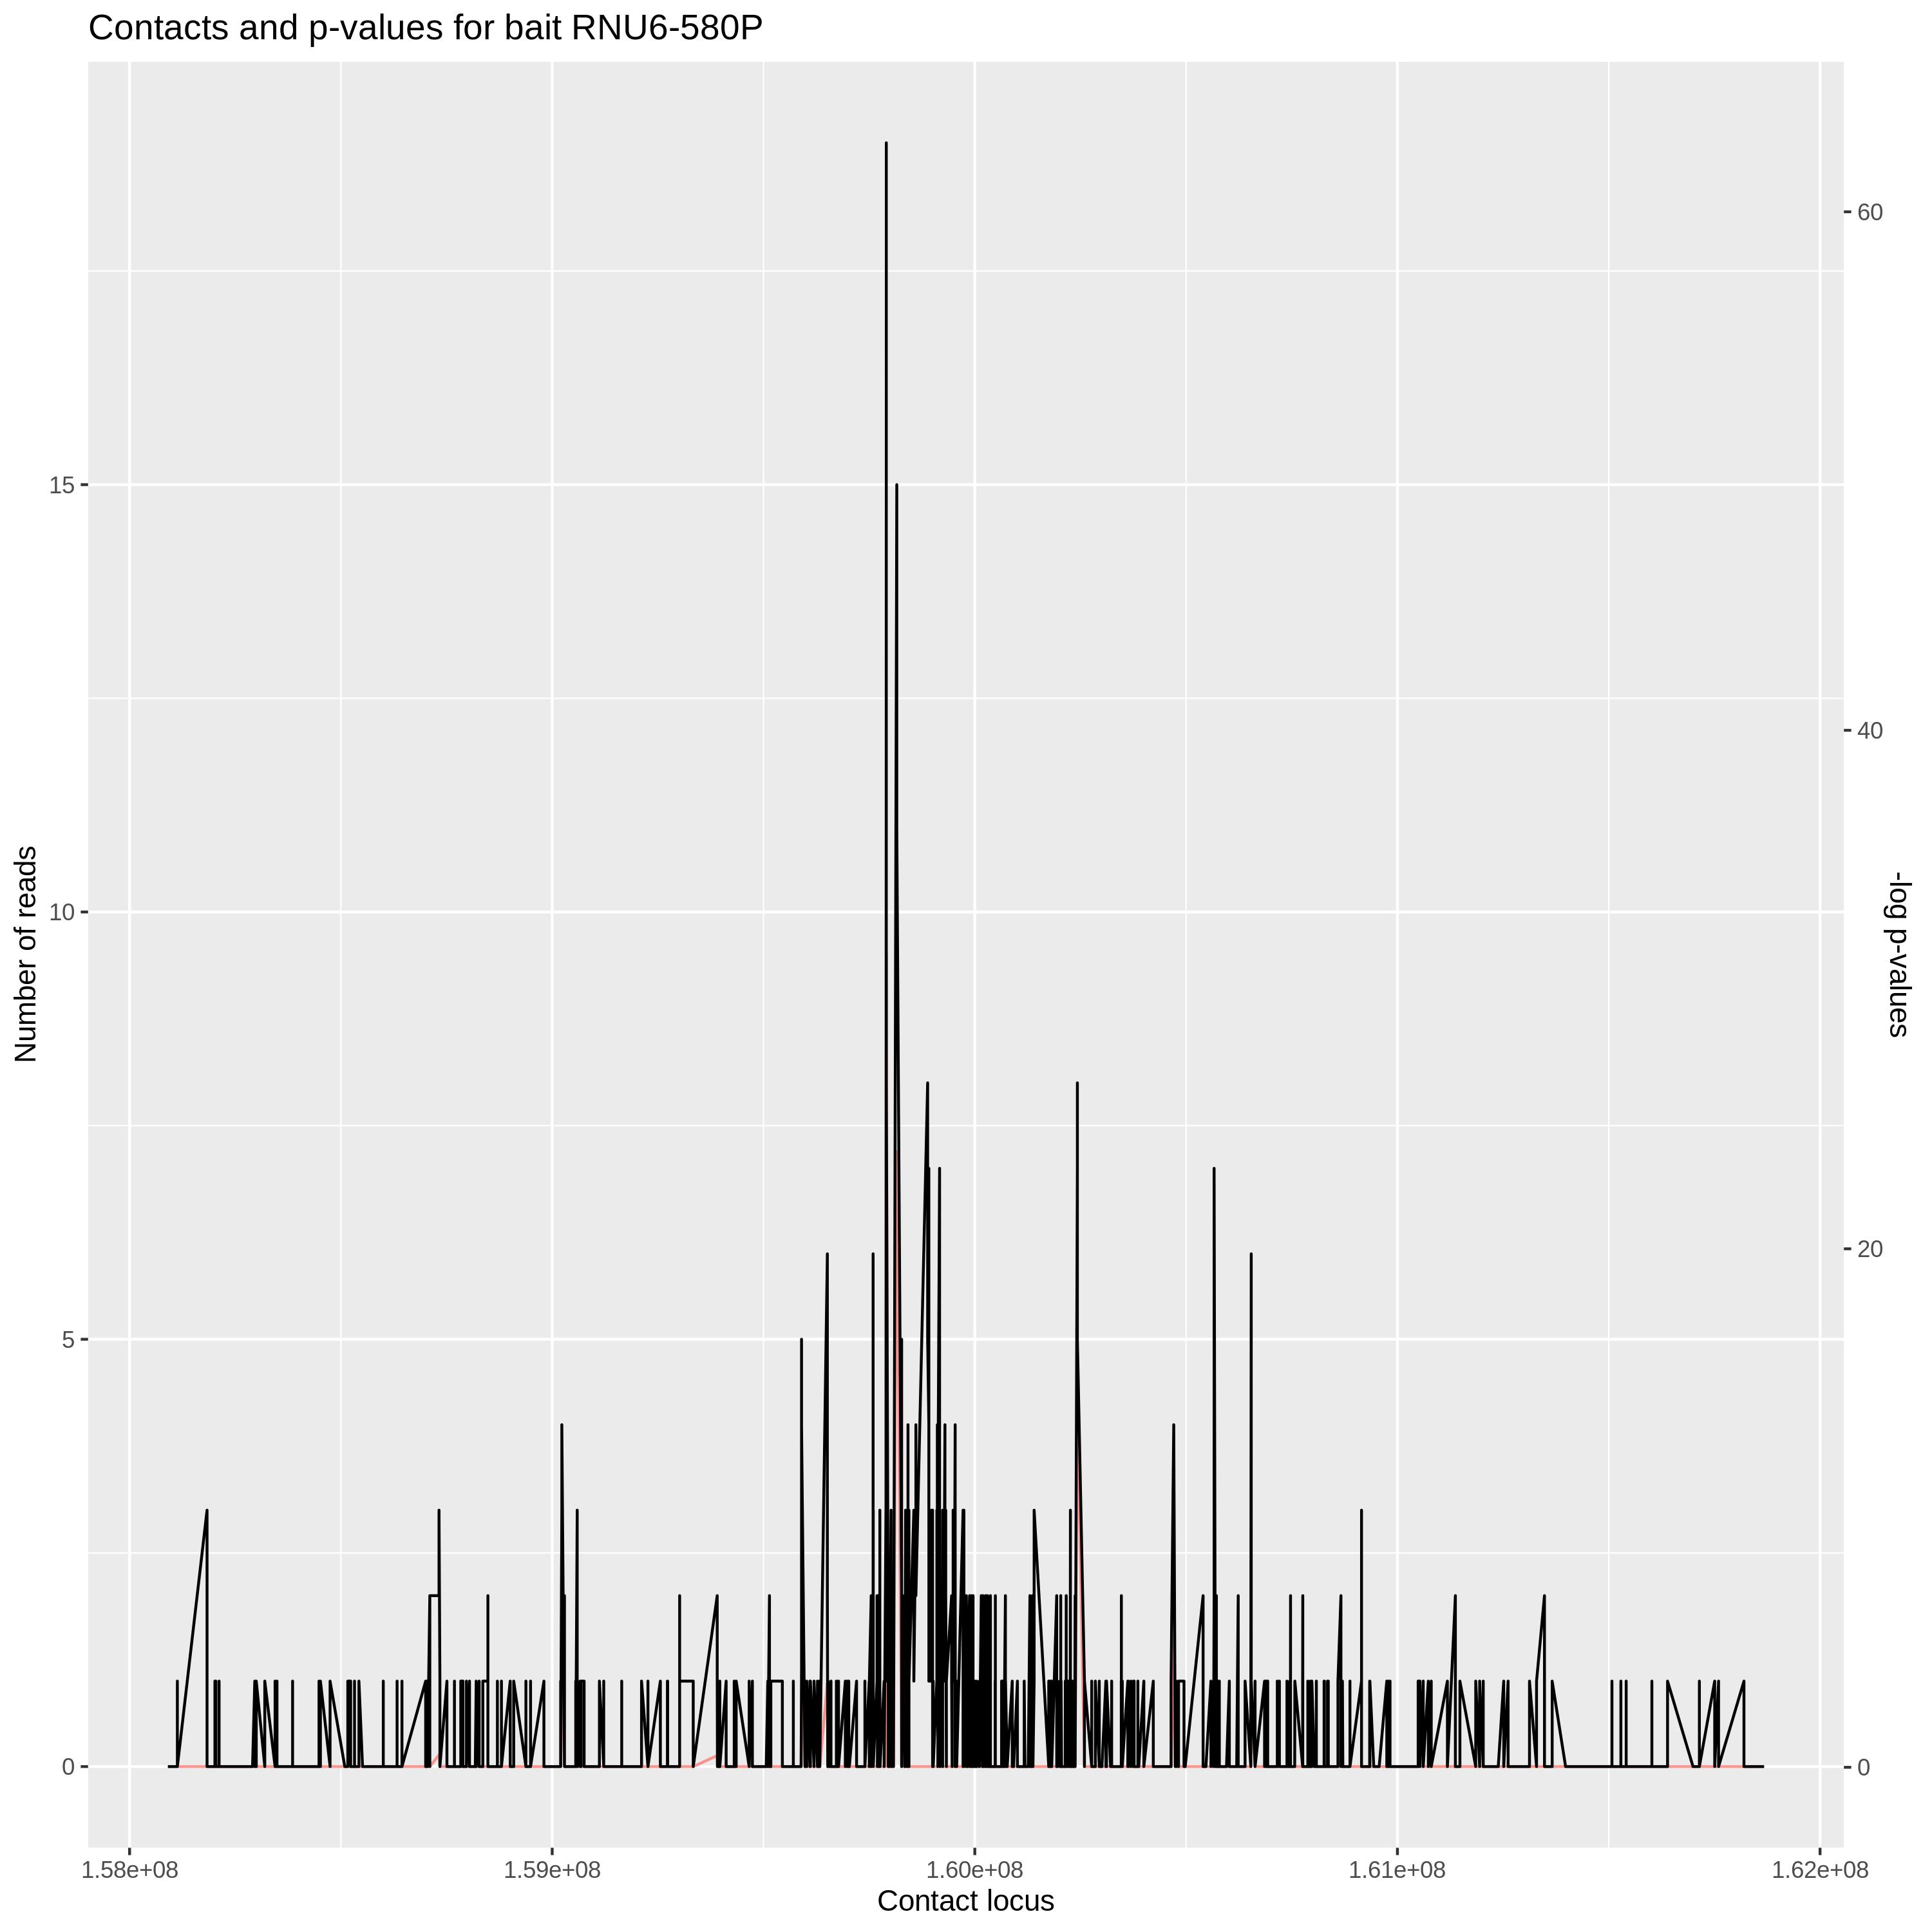 Contacts and p-values for bait RNU6-580P
Number of reads
15
10
5
0
60
40
20
0
-log p-values
1.58e+08
1.59e+08
1.60e+08
1.61e+08
1.62e+08
Contact locus